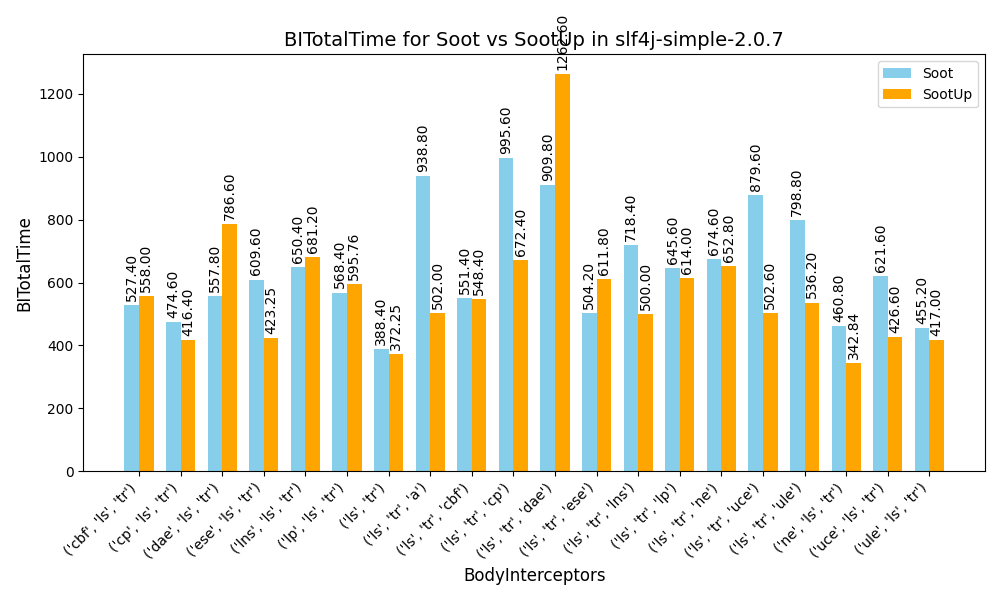 BITotalTime for Soot vs SootUp in slf4j-simple-2.0.7
Soot
SootUp
BITotalTime
1200
1000
800
600
400
200
0
527.40
558.00
474.60
416.40
557.80
786.60
609.60
423.25
650.40
681.20
568.40
595.76
388.40
372.25
938.80
502.00
551.40
548.40
995.60
672.40
909.80
1262.60
504.20
611.80
718.40
500.00
645.60
614.00
674.60
652.80
879.60
502.60
798.80
536.20
460.80
342.84
621.60
426.60
455.20
417.00
('cbf', 'ls', 'tr')
('cp', 'ls', 'tr')
('dae', 'ls', 'tr')
('ese', 'ls', 'tr')
('lns', 'ls', 'tr')
('lp', 'ls', 'tr')
('ls', 'tr')
('ls', 'tr', 'a')
('ls', 'tr', 'cbf')
('ls', 'tr', 'cp')
('ls', 'tr', 'dae')
('ls', 'tr', 'ese')
('ls', 'tr', 'lns')
('ls', 'tr', 'lp')
('ls', 'tr', 'ne')
('ls', 'tr', 'uce')
('ls', 'tr', 'ule')
('ne', 'ls', 'tr')
('uce', 'ls', 'tr')
('ule', 'ls', 'tr')
BodyInterceptors